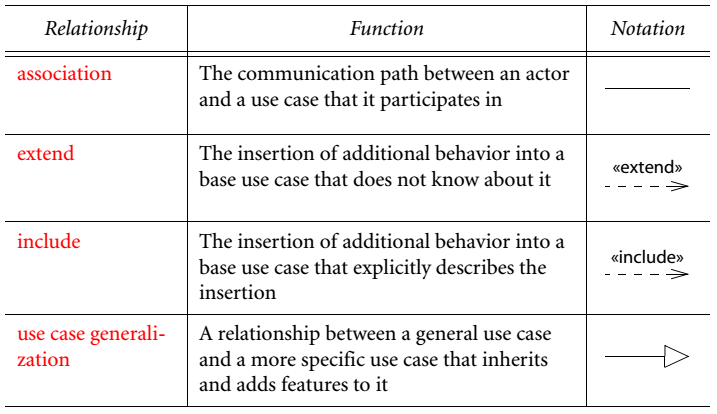 Relationship Function Notation
association
The communication path between an actor
and a use case that it participates in
extend
The insertion of additional behavior into a
base use case that does not know about it
«extend»
include
The insertion of additional behavior into a
base use case that explicitly describes the
insertion
«include»
use case generali-
zation
A relationship between a general use case
and a more specific use case that inherits
and adds features to it